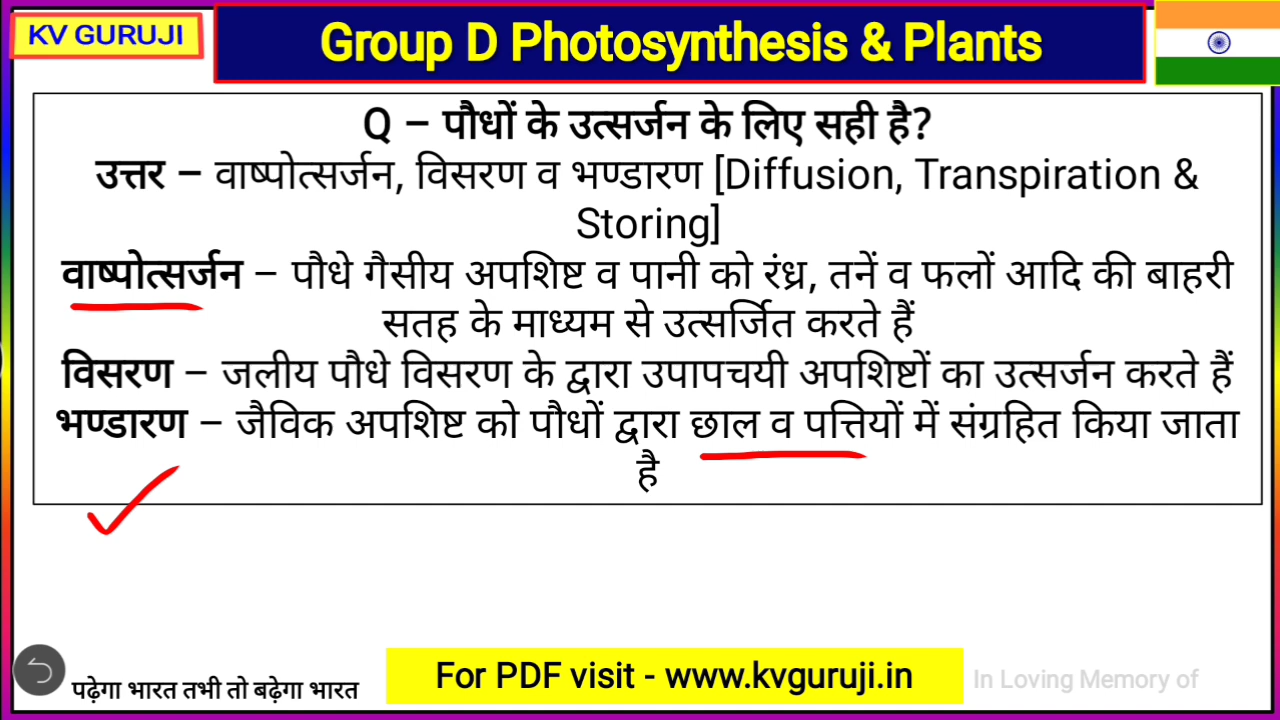 KV GURUJI
Group D Photosynthesis & Plants
Q – पौधों के उत्सर्जन के लिए सही है?
उत्तर – वाष्पोत्सर्जन, विसरण व भण्डारण [Diffusion, Transpiration &
Storing]
वाष्पोत्सर्जन – पौधे गैसीय अपशिष्ट व पानी को रंध्र, तनें व फलों आदि की बाहरी
सतह के माध्यम से उत्सर्जित करते हैं
विसरण – जलीय पौधे विसरण के द्वारा उपापचयी अपशिष्टों का उत्सर्जन करते हैं
भण्डारण – जैविक अपशिष्ट को पौधों द्वारा छाल व पत्तियों में संग्रहित किया जाता
है
पढ़ेगा भारत तभी तो बढ़ेगा भारत
For PDF visit - www.kvguruji.in
In Loving Memory of